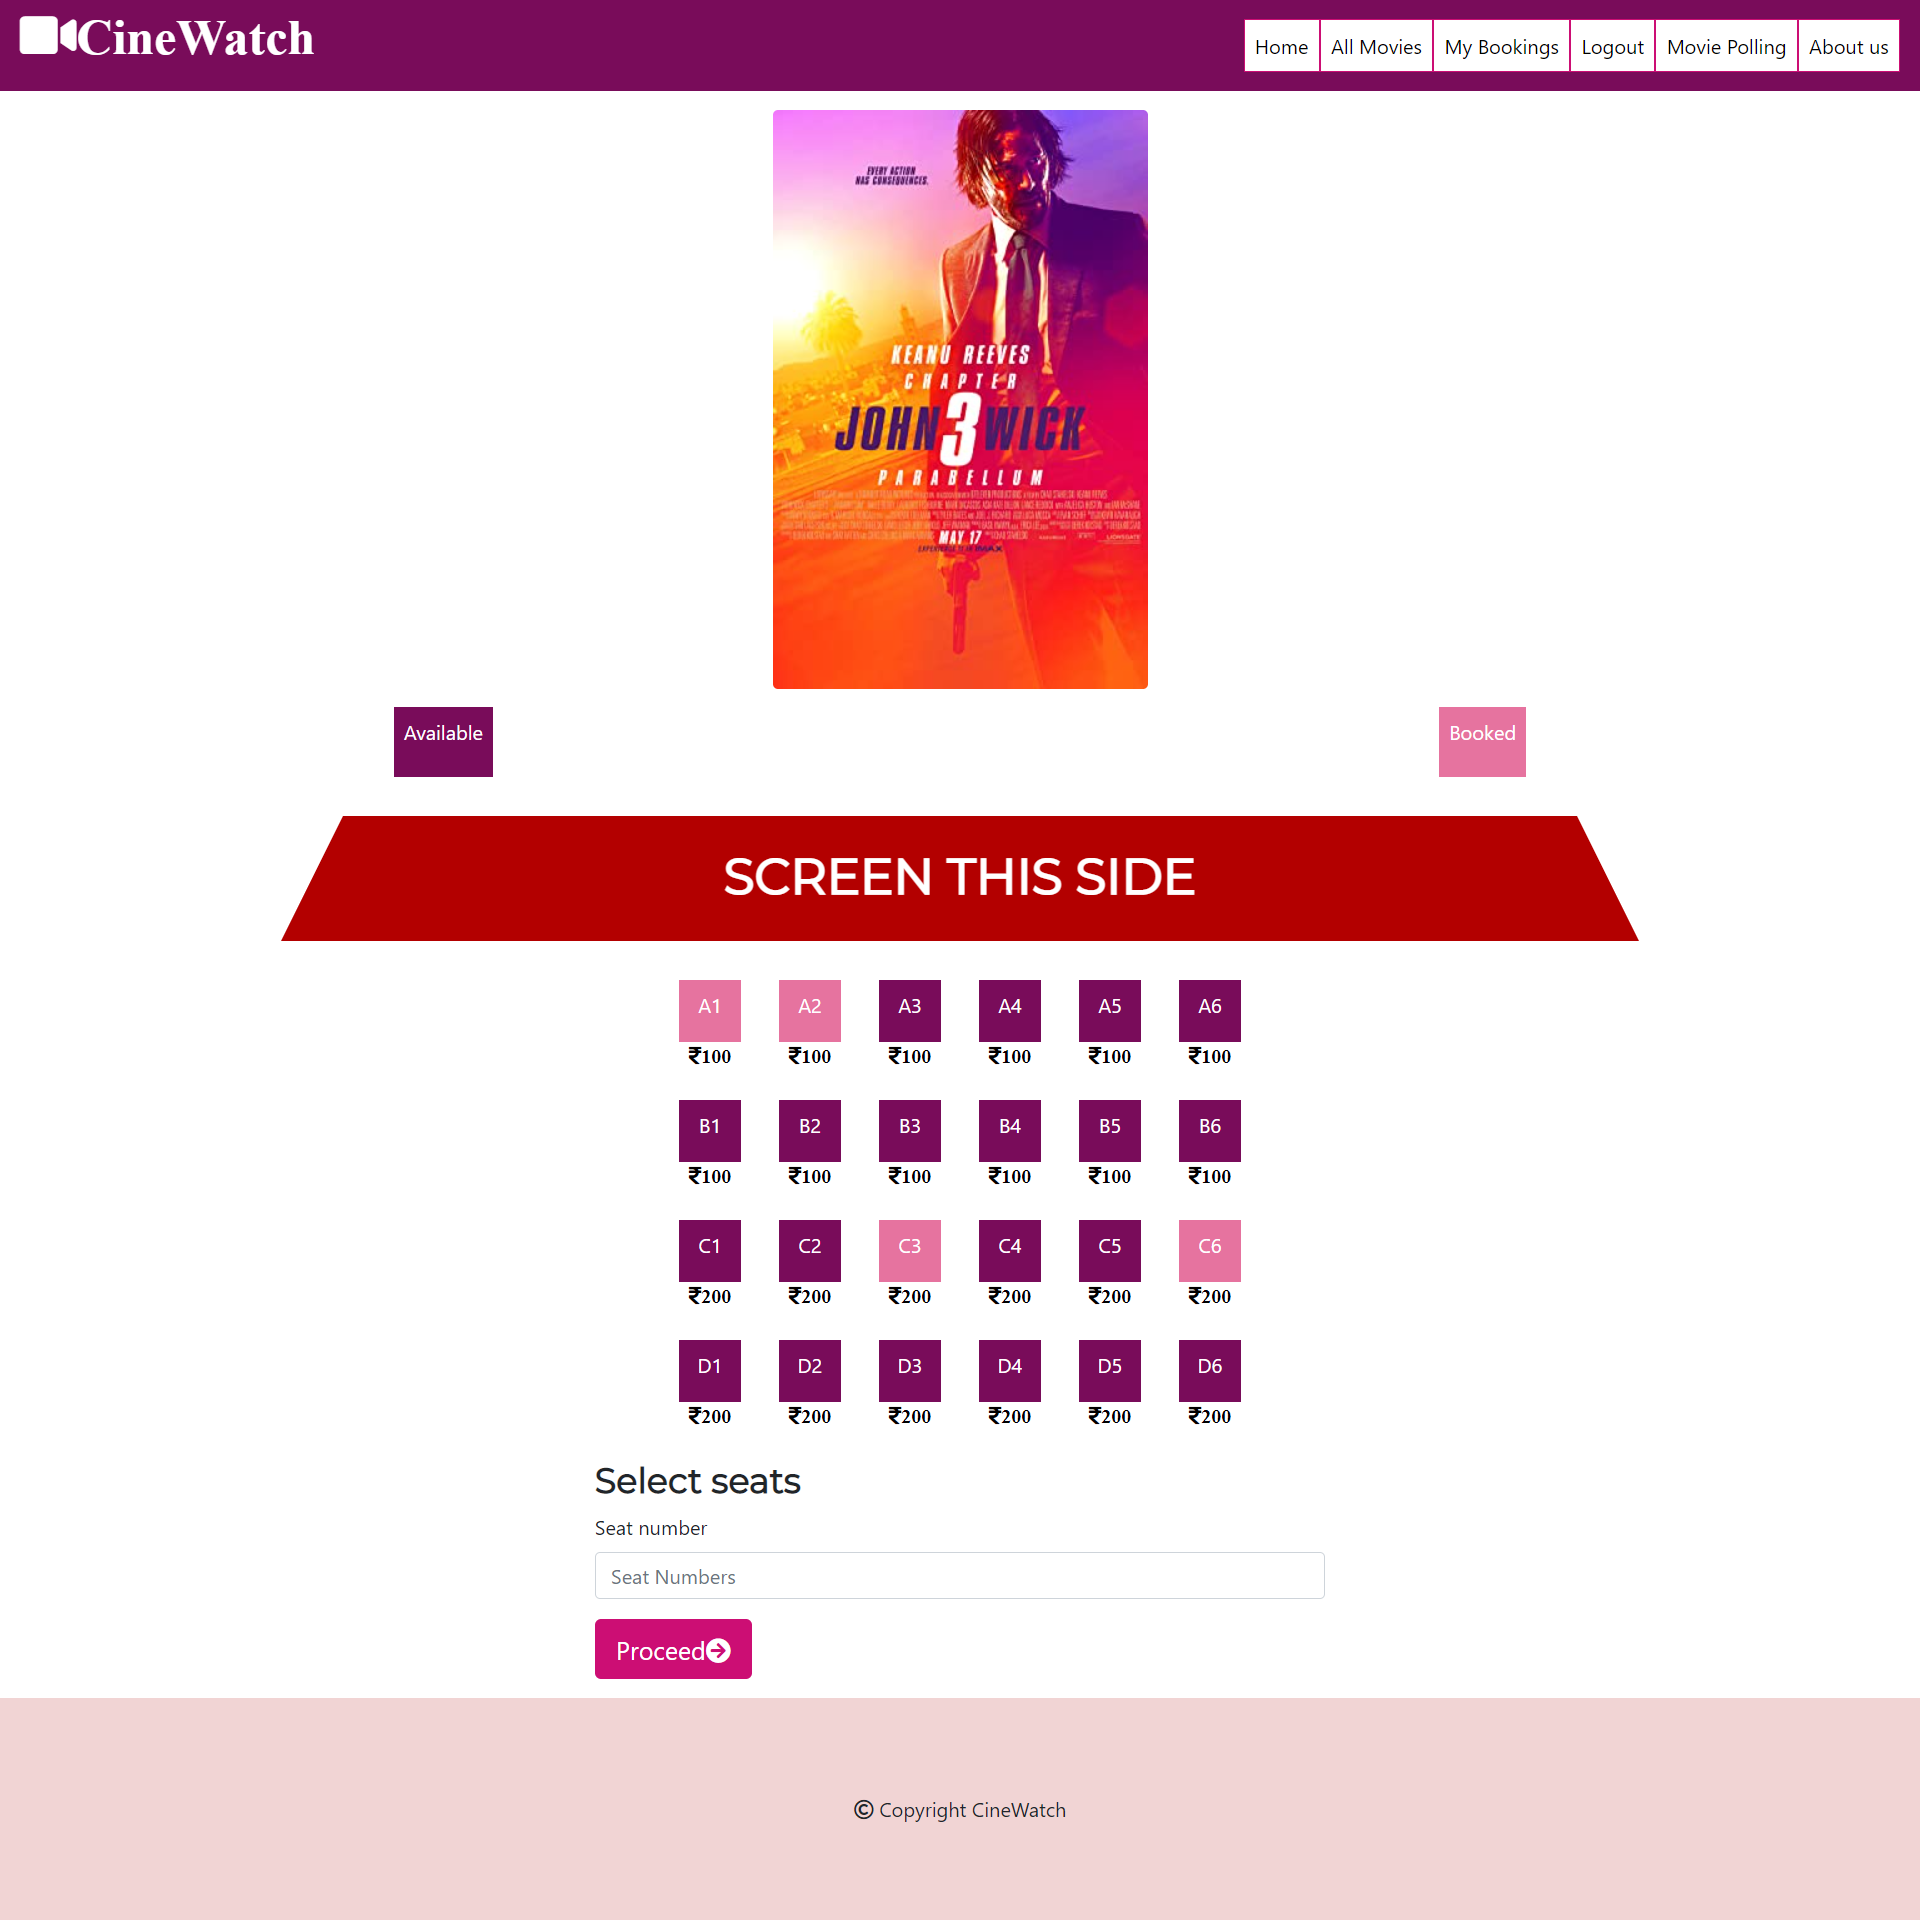 CineWatch
Home All Movies My Bookings Logout Movie Polling About us
EVERY ACTION
HAS CONSEQUENCES.
KEANU REEVES
CHAPTER
JOHN 3 WICK
PARABELLUM
MAY 17
Available Booked
SCREEN THIS SIDE
A1 A2 A3 A4 A5 A6
₹100 ₹100 ₹100 ₹100 ₹100 ₹100
B1 B2 B3 B4 B5 B6
₹100 ₹100 ₹100 ₹100 ₹100 ₹100
C1 C2 C3 C4 C5 C6
₹200 ₹200 ₹200 ₹200 ₹200 ₹200
D1 D2 D3 D4 D5 D6
₹200 ₹200 ₹200 ₹200 ₹200 ₹200
Select seats
Seat number
Seat Numbers
Proceed
© Copyright CineWatch